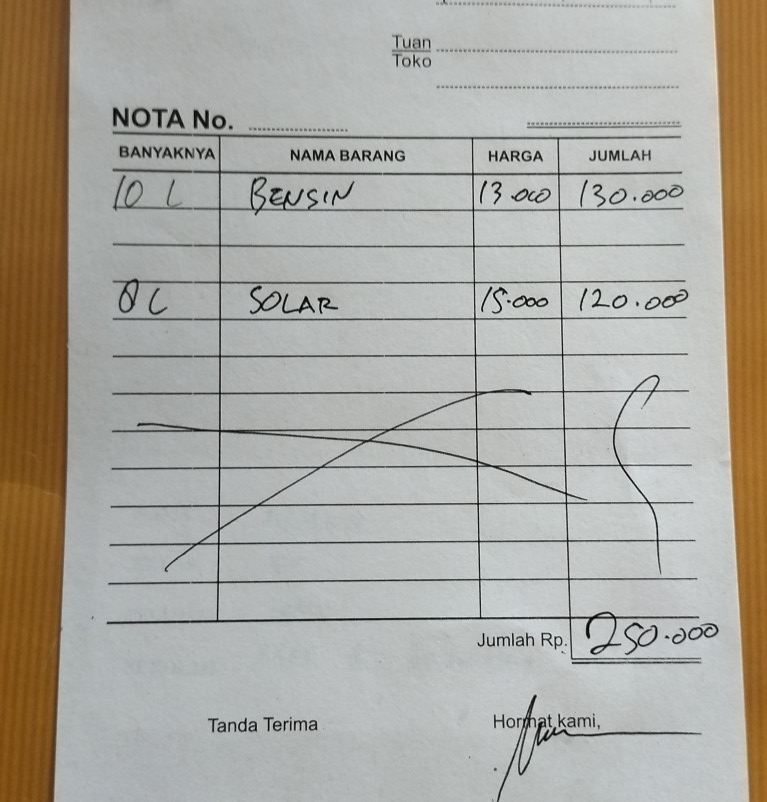 Tuan
Toko
NOTA No.
BANYAKNYA NAMA BARANG HARGA JUMLAH
10 L BENSIN 13.000 130.000
8 L SOLAR 15.000 120.000
Jumlah Rp. 250.000
Tanda Terima Hormat kami,